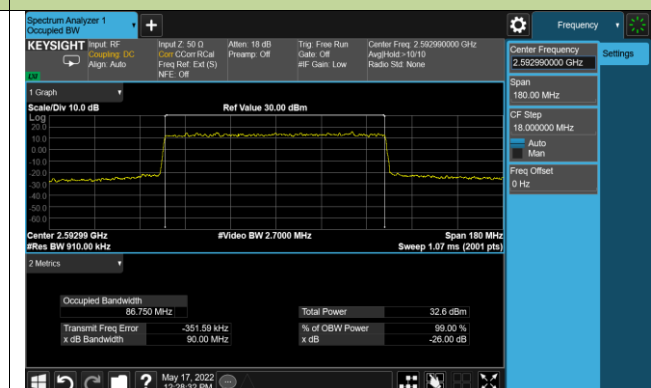 Spectrum Analyzer 1
Occupied BW
+
Frequency
KEYSIGHT
Input: RF
Coupling: DC
Align: Auto
Input Z: 50 Ω
Corr CCorr RCal
Freq Ref: Ext (S)
NFE: Off
Atten: 18 dB
Preamp: Off
Trig: Free Run
Gate: Off
#IF Gain: Low
Center Freq: 2.592990000 GHz
Avg|Hold:>10/10
Radio Std: None
LW
Center Frequency
2.592990000 GHz
Settings
Span
180.00 MHz
CF Step
18.000000 MHz
Auto
Man
Freq Offset
0 Hz
1 Graph
Scale/Div 10.0 dB
Ref Value 30.00 dBm
Log
20.0
10.0
0.00
-10.0
-20.0
-30.0
-40.0
-50.0
-60.0
Center 2.59299 GHz
#Video BW 2.7000 MHz
Span 180 MHz
#Res BW 910.00 kHz
Sweep 1.07 ms (2001 pts)
2 Metrics
Occupied Bandwidth
86.750 MHz
Total Power 32.6 dBm
Transmit Freq Error -351.59 kHz
% of OBW Power 99.00 %
x dB Bandwidth 90.00 MHz
x dB -26.00 dB
?
May 17, 2022
12:28:32 PM